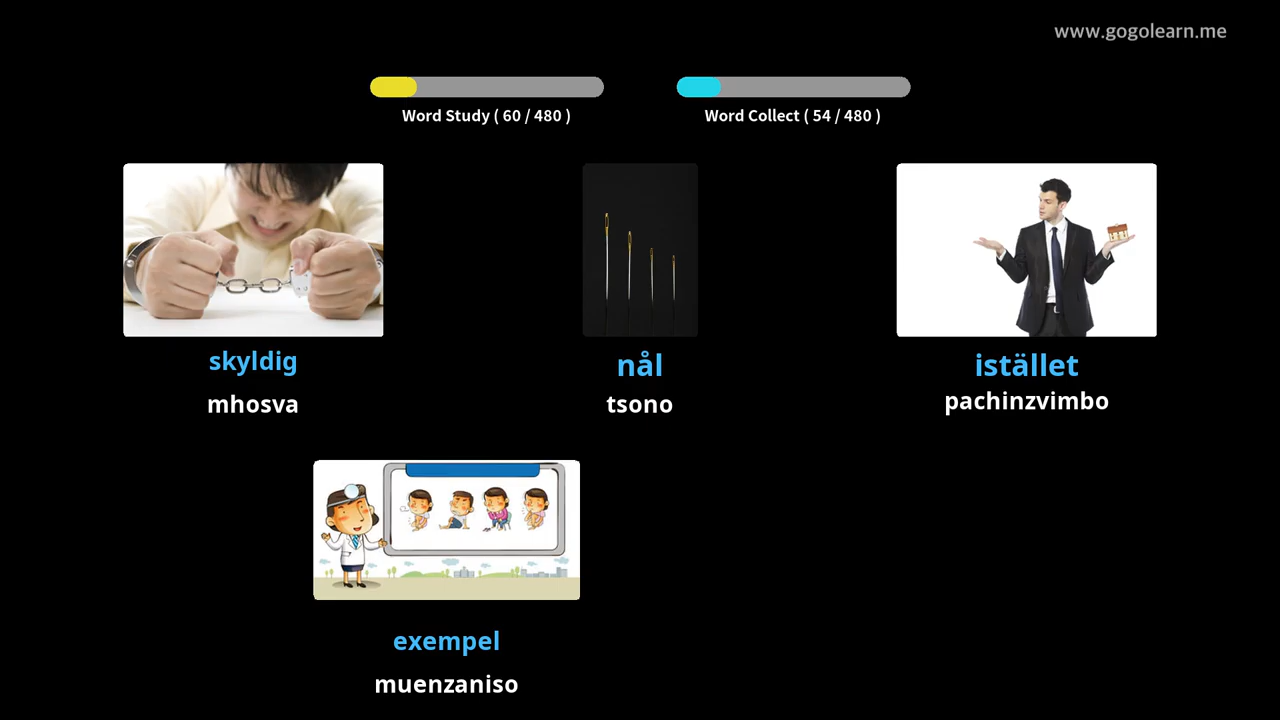 www.gogolearn.me
Word Study ( 60 / 480 )
Word Collect ( 54 / 480 )
skyldig
mhosva
nål
tsono
istället
pachinzvimbo
exempel
muenzaniso